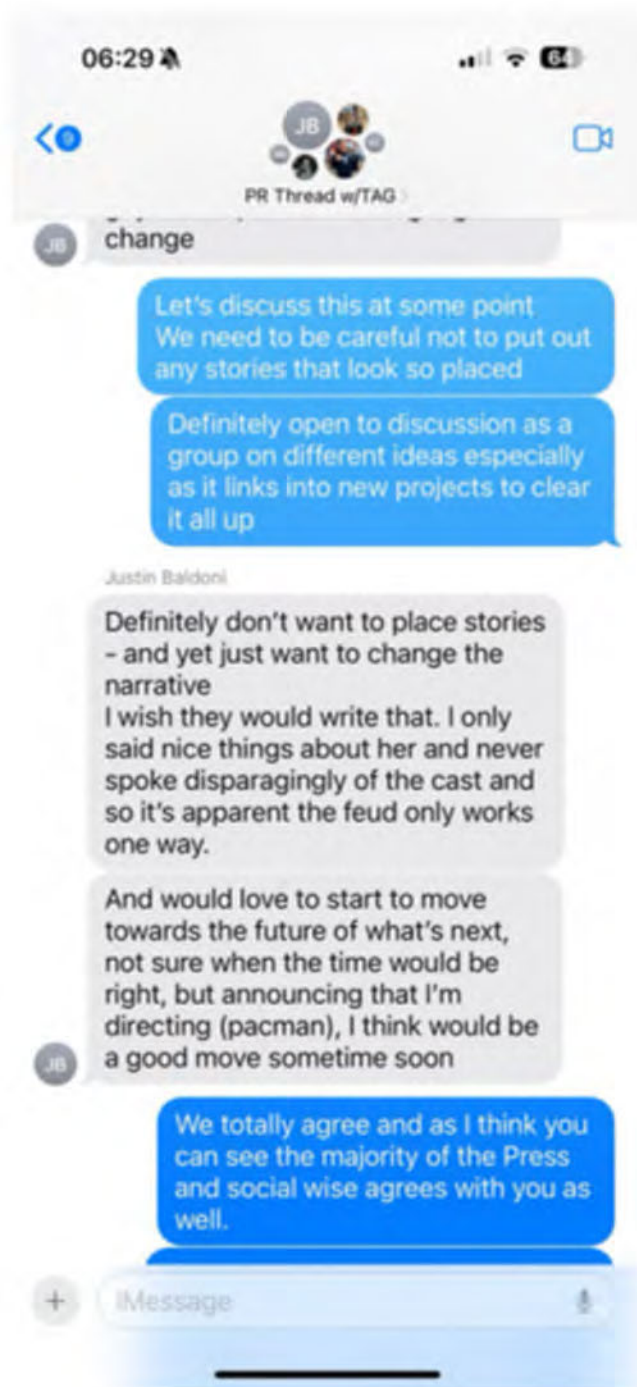 06:29
64
JB
PR Thread w/TAG
JB
change
Let's discuss this at some point
We need to be careful not to put out
any stories that look so placed
Definitely open to discussion as a
group on different ideas especially
as it links into new projects to clear
it all up
Justin Baldoni
Definitely don't want to place stories
– and yet just want to change the
narrative
I wish they would write that. I only
said nice things about her and never
spoke disparagingly of the cast and
so it's apparent the feud only works
one way.
And would love to start to move
towards the future of what's next,
not sure when the time would be
right, but announcing that I'm
directing (pacman), I think would be
a good move sometime soon
JB
We totally agree and as I think you
can see the majority of the Press
and social wise agrees with you as
well.
iMessage